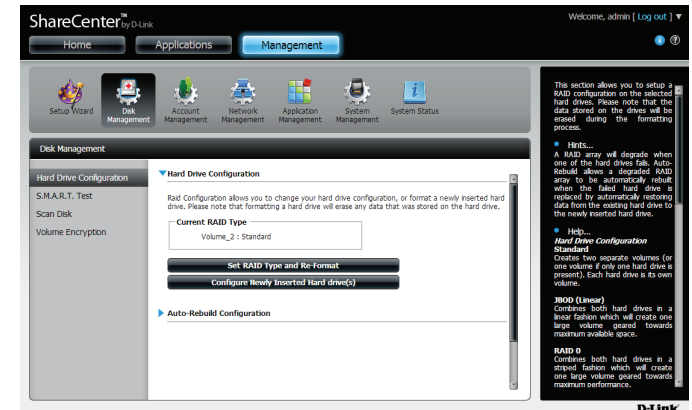 ShareCenter™ by D-Link
Welcome, admin [ Log out ] ▼
Home
Applications
Management
Setup Wizard
Disk
Management
Account
Management
Network
Management
Application
Management
System
Management
System Status
Disk Management
Hard Drive Configuration
S.M.A.R.T. Test
Scan Disk
Volume Encryption
Hard Drive Configuration
Raid Configuration allows you to change your hard drive configuration, or format a newly inserted hard
drive. Please note that formatting a hard drive will erase any data that was stored on the hard drive.
Current RAID Type
Volume_2 : Standard
Set RAID Type and Re-Format
Configure Newly Inserted Hard drive(s)
Auto-Rebuild Configuration
This section allows you to setup a
RAID configuration on the selected
hard drives. Please note that the
data stored on the drives will be
erased during the formatting
process.
Hints...
A RAID array will degrade when
one of the hard drives fails. Auto-
Rebuild allows a degraded RAID
array to be automatically rebuilt
when the failed hard drive is
replaced by automatically restoring
data from the existing hard drive to
the newly inserted hard drive.
Help...
Hard Drive Configuration
Standard
Creates two separate volumes (or
one volume if only one hard drive is
present). Each hard drive is its own
volume.
JBOD (Linear)
Combines both hard drives in a
linear fashion which will create one
large volume geared towards
maximum available space.
RAID 0
Combines both hard drives in a
striped fashion which will create
one large volume geared towards
maximum performance.
D-Link